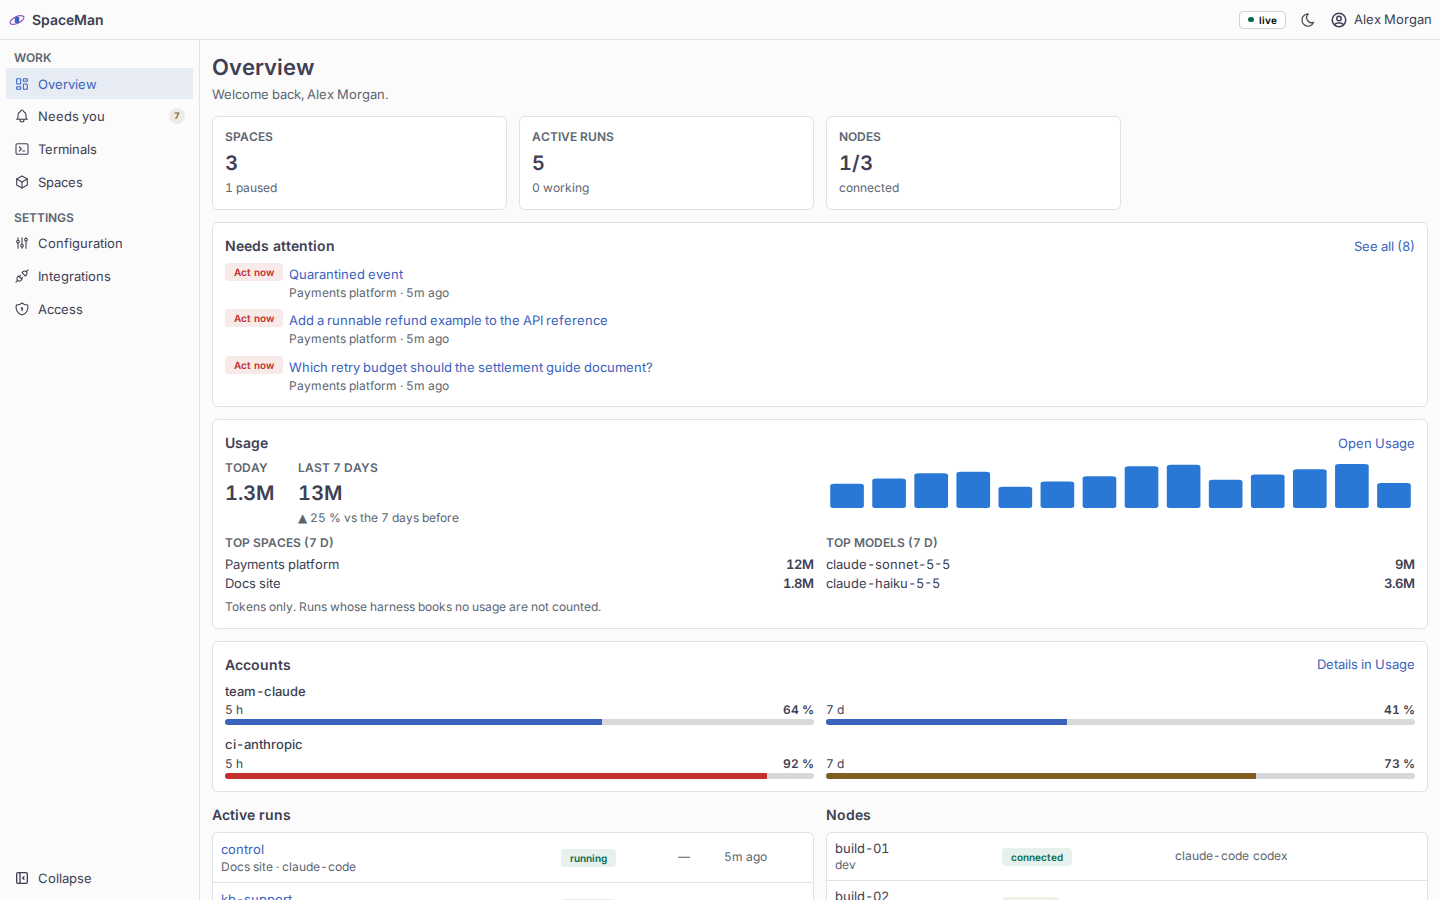 SpaceMan
live
Alex Morgan
WORK
Overview
Needs you
7
Terminals
Spaces
SETTINGS
Configuration
Integrations
Access
Collapse
Overview
Welcome back, Alex Morgan.
SPACES
3
1 paused
ACTIVE RUNS
5
0 working
NODES
1/3
connected
Needs attention
See all (8)
Act now Quarantined event
Payments platform · 5m ago
Act now Add a runnable refund example to the API reference
Payments platform · 5m ago
Act now Which retry budget should the settlement guide document?
Payments platform · 5m ago
Usage
Open Usage
TODAY
1.3M
LAST 7 DAYS
13M
▲ 25 % vs the 7 days before
TOP SPACES (7 D)
Payments platform 12M
Docs site 1.8M
TOP MODELS (7 D)
claude-sonnet-5-5 9M
claude-haiku-5-5 3.6M
Tokens only. Runs whose harness books no usage are not counted.
Accounts
Details in Usage
team-claude
5 h 64 %
7 d 41 %
ci-anthropic
5 h 92 %
7 d 73 %
Active runs
control
Docs site · claude-code
running
—
5m ago
kb-support
Nodes
build-01
dev
connected
claude-code codex
build-02